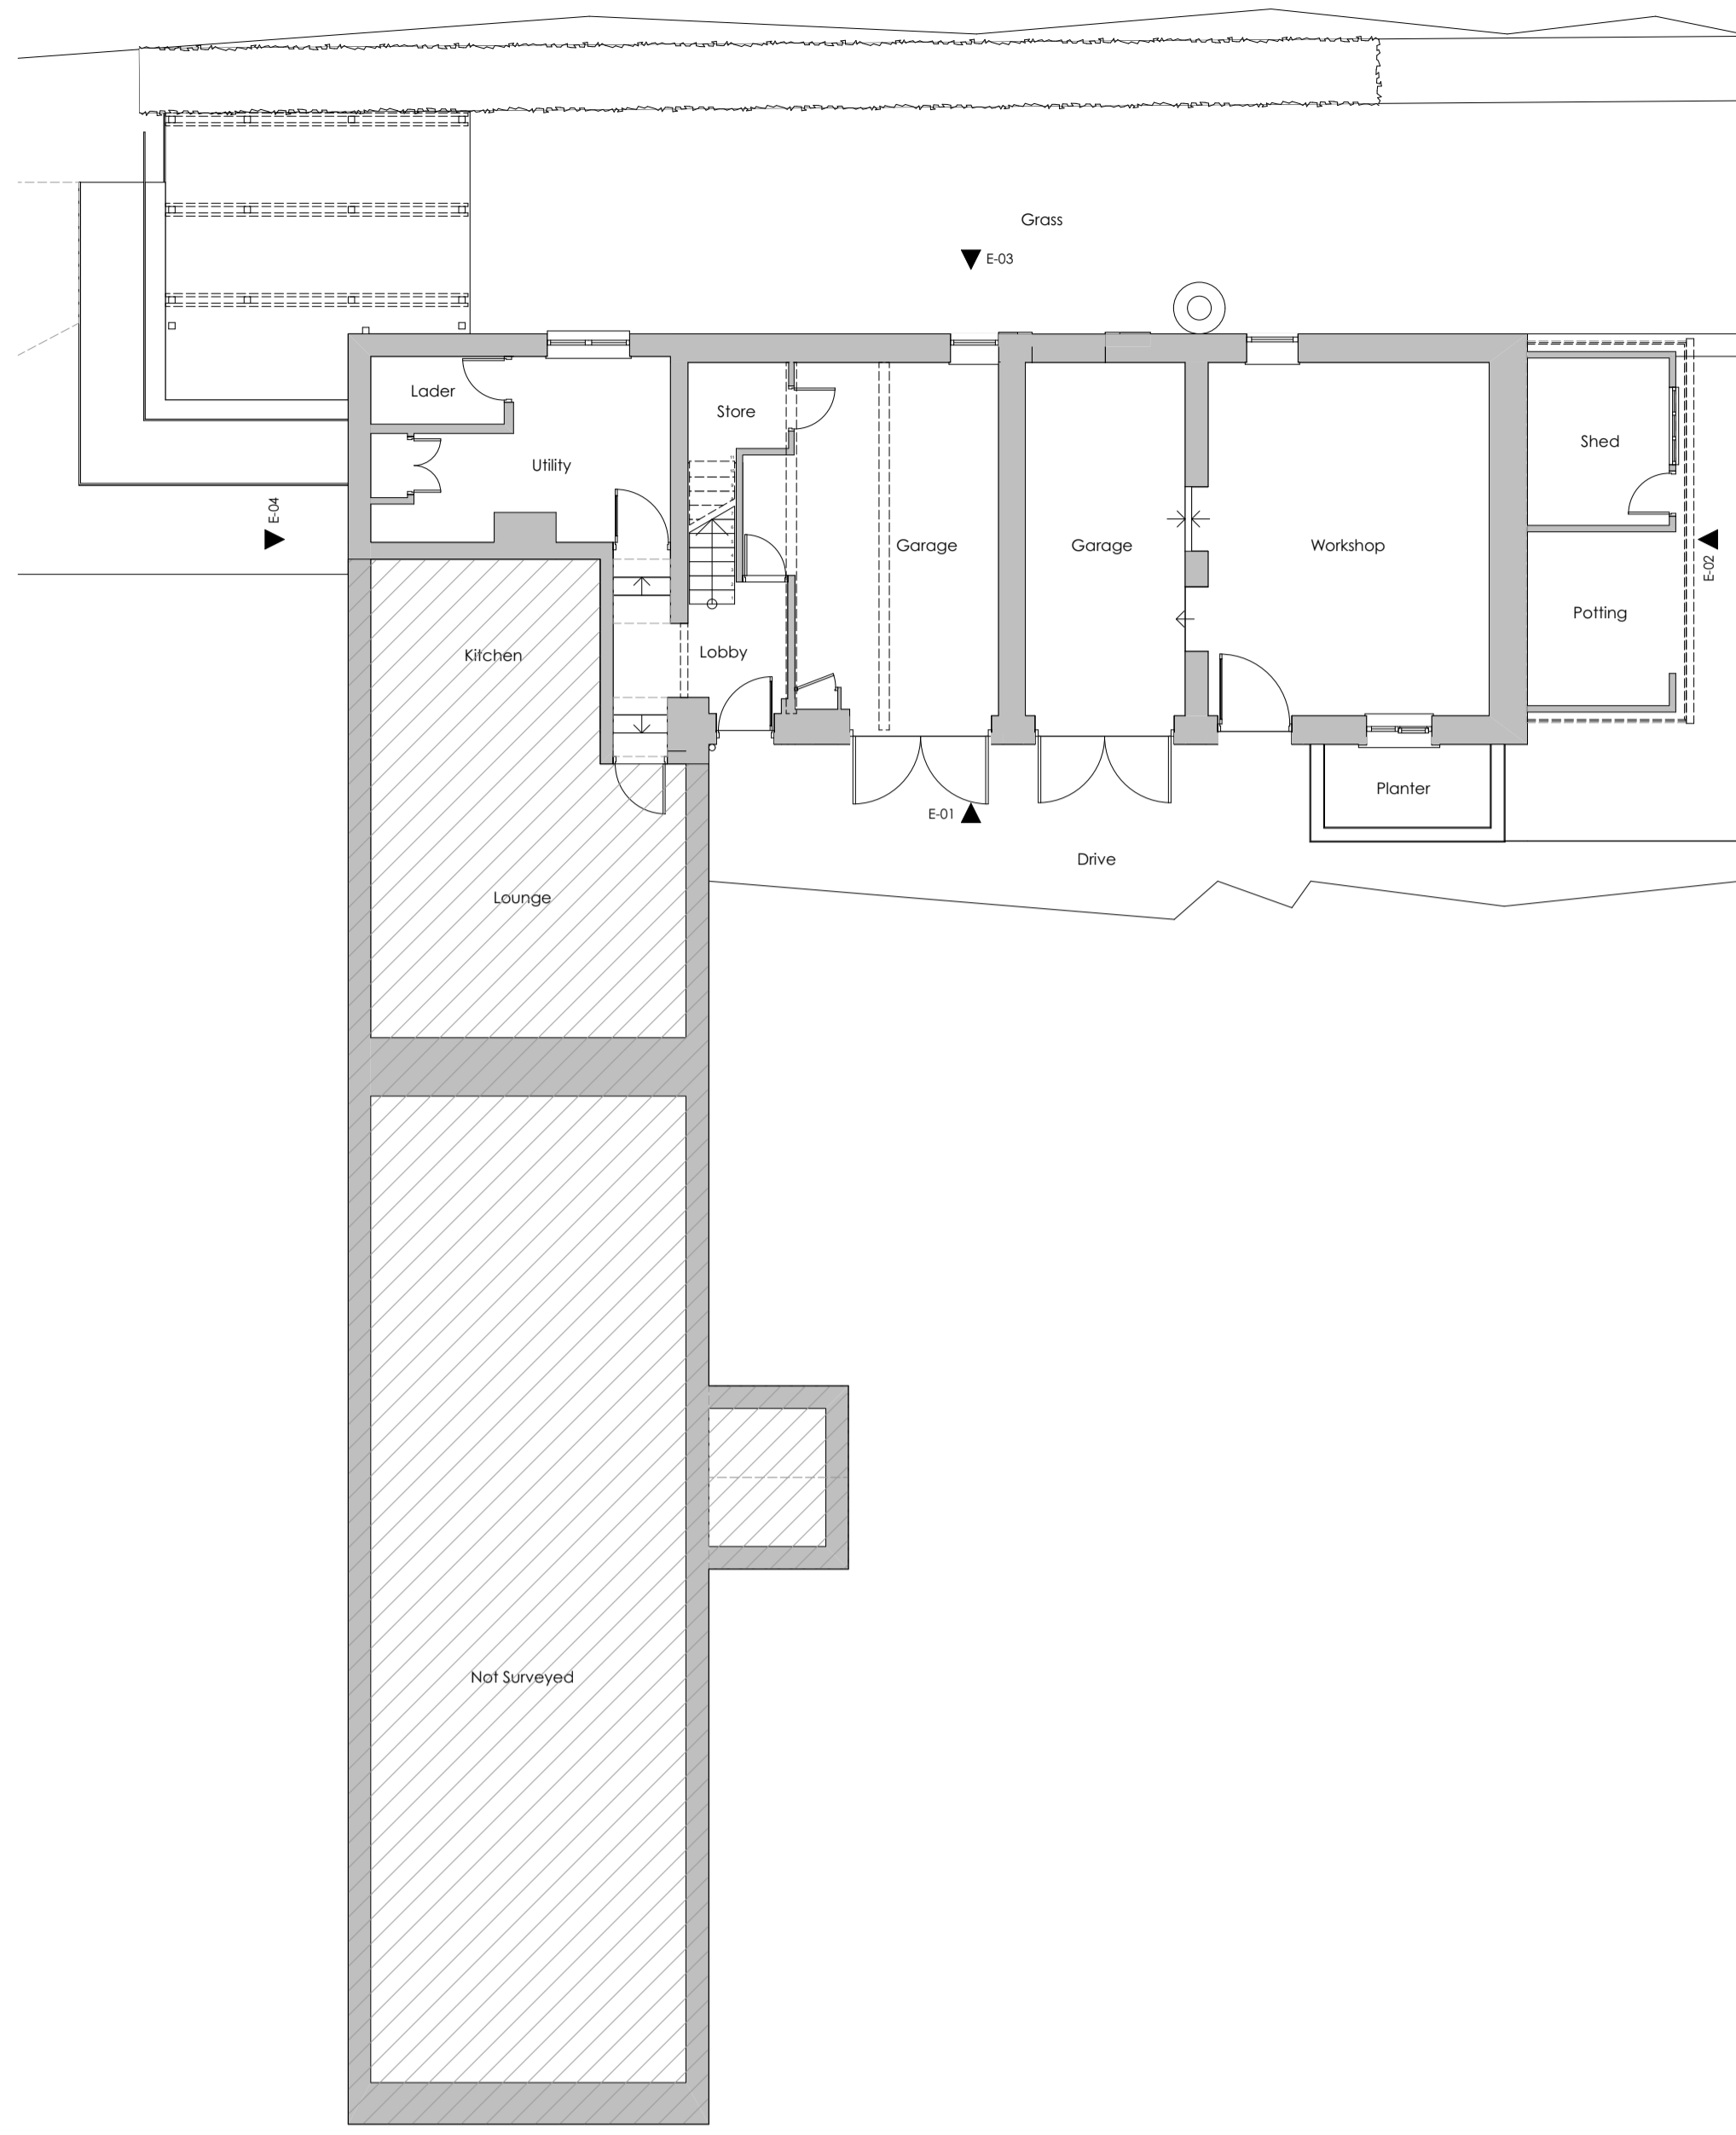 Grass
E-03
Lader
Store
Utility
Shed
E-04
Garage
Garage
Workshop
E-02
Potting
Kitchen
Lobby
Planter
E-01
Drive
Lounge
Not Surveyed